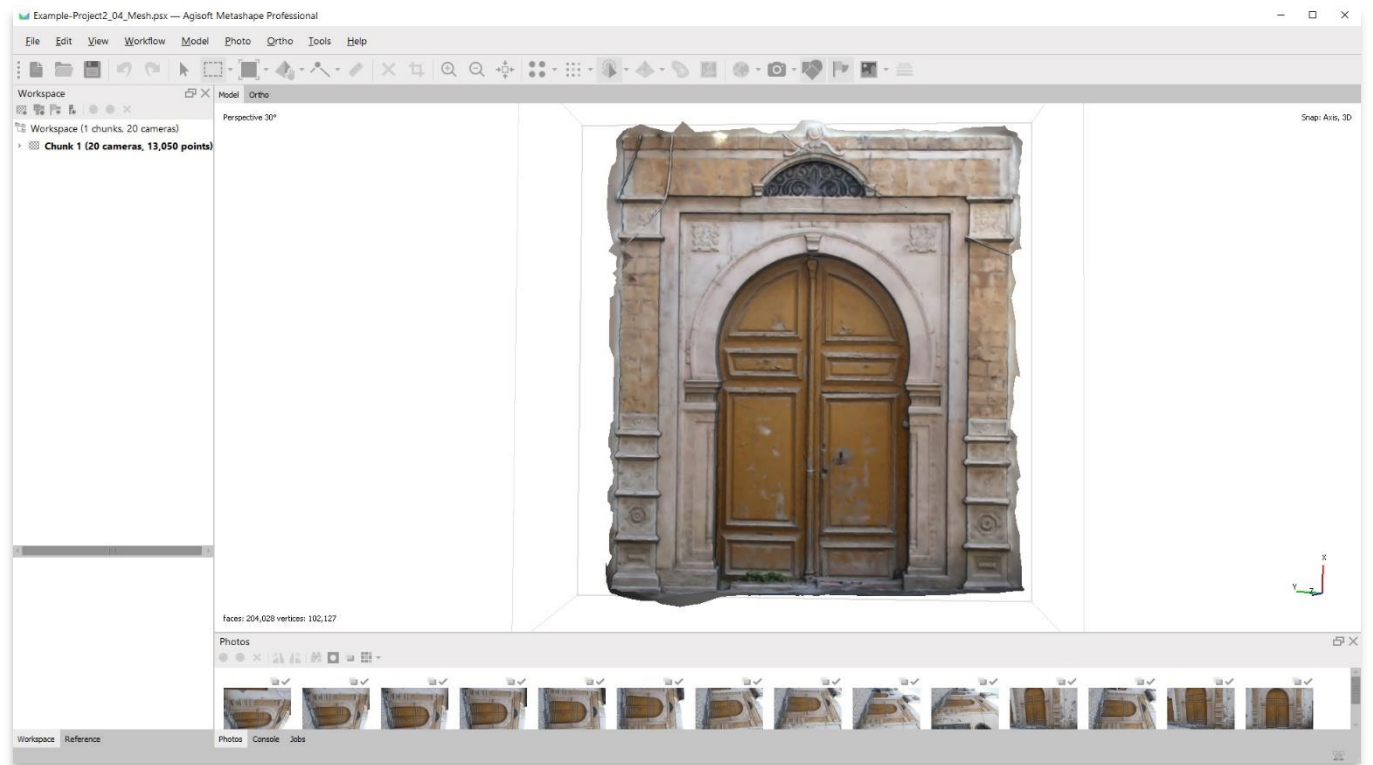 Example-Project2_04_Mesh.psx — Agisoft Metashape Professional
File Edit View Workflow Model Photo Ortho Tools Help
Workspace
Workspace (1 chunks, 20 cameras)
Chunk 1 (20 cameras, 13,050 points)
Model Ortho
Perspective 30°
Snap: Axis, 3D
X
Y
Z
faces: 204,028 vertices: 102,127
Photos
Workspace Reference
Photos Console Jobs